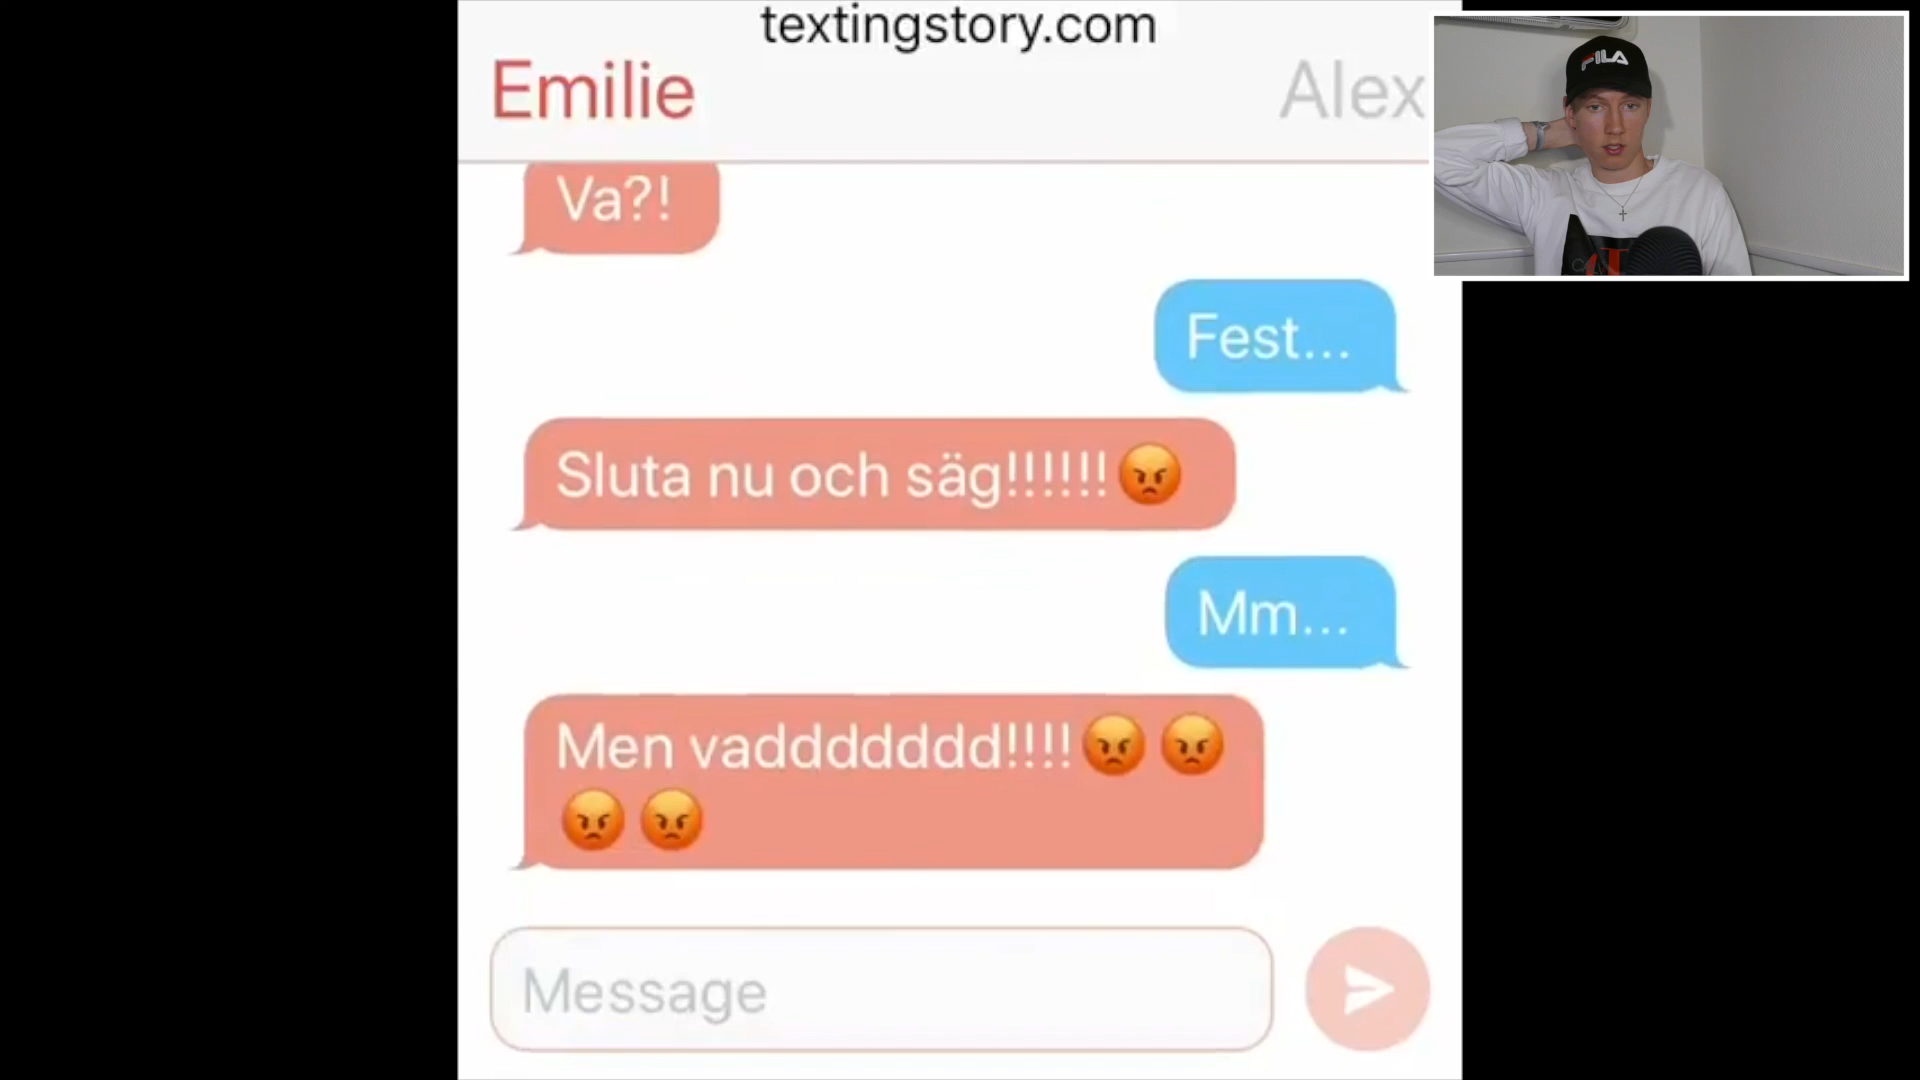 textingstory.com
Emilie
Alex
FILA
Va?!
Fest...
Sluta nu och säg!!!!!!😡
Mm...
Men vaddddddd!!!!😡😡
😡😡
Message